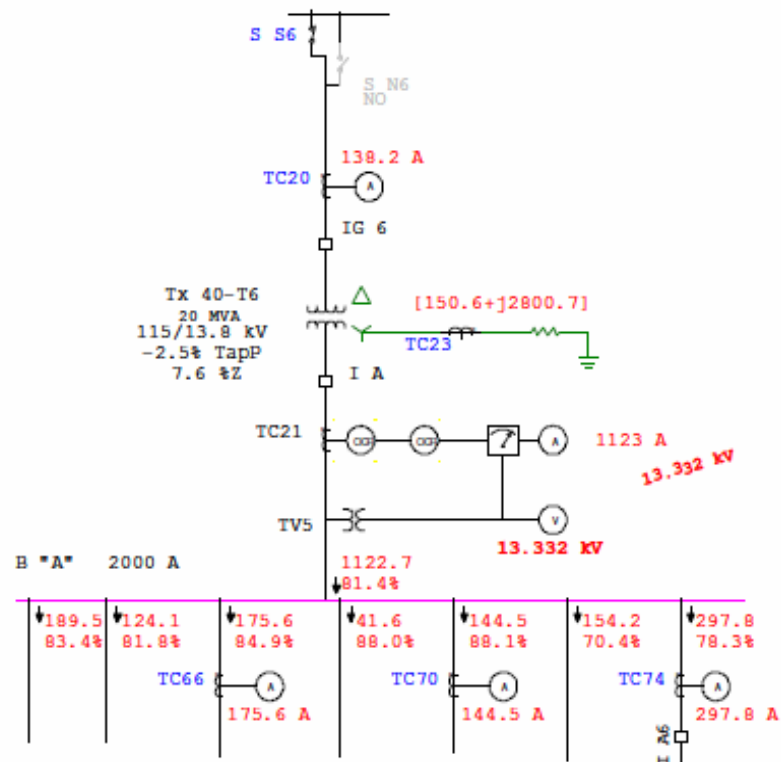 S S6
S N6
NO
138.2 A
TC20
A
IG 6
Tx 40-T6
20 MVA
115/13.8 kV
-2.5% TapP
7.6 %Z
[150.6+j2800.7]
TC23
I A
TC21
A
1123 A
13.332 kV
TV5
V
13.332 kV
B "A" 2000 A
1122.7
81.4%
189.5 124.1 175.6 41.6 144.5 154.2 297.8
83.4% 81.8% 84.9% 88.0% 88.1% 70.4% 78.3%
TC66 A TC70 A TC74 A
175.6 A 144.5 A 297.8 A
I A6